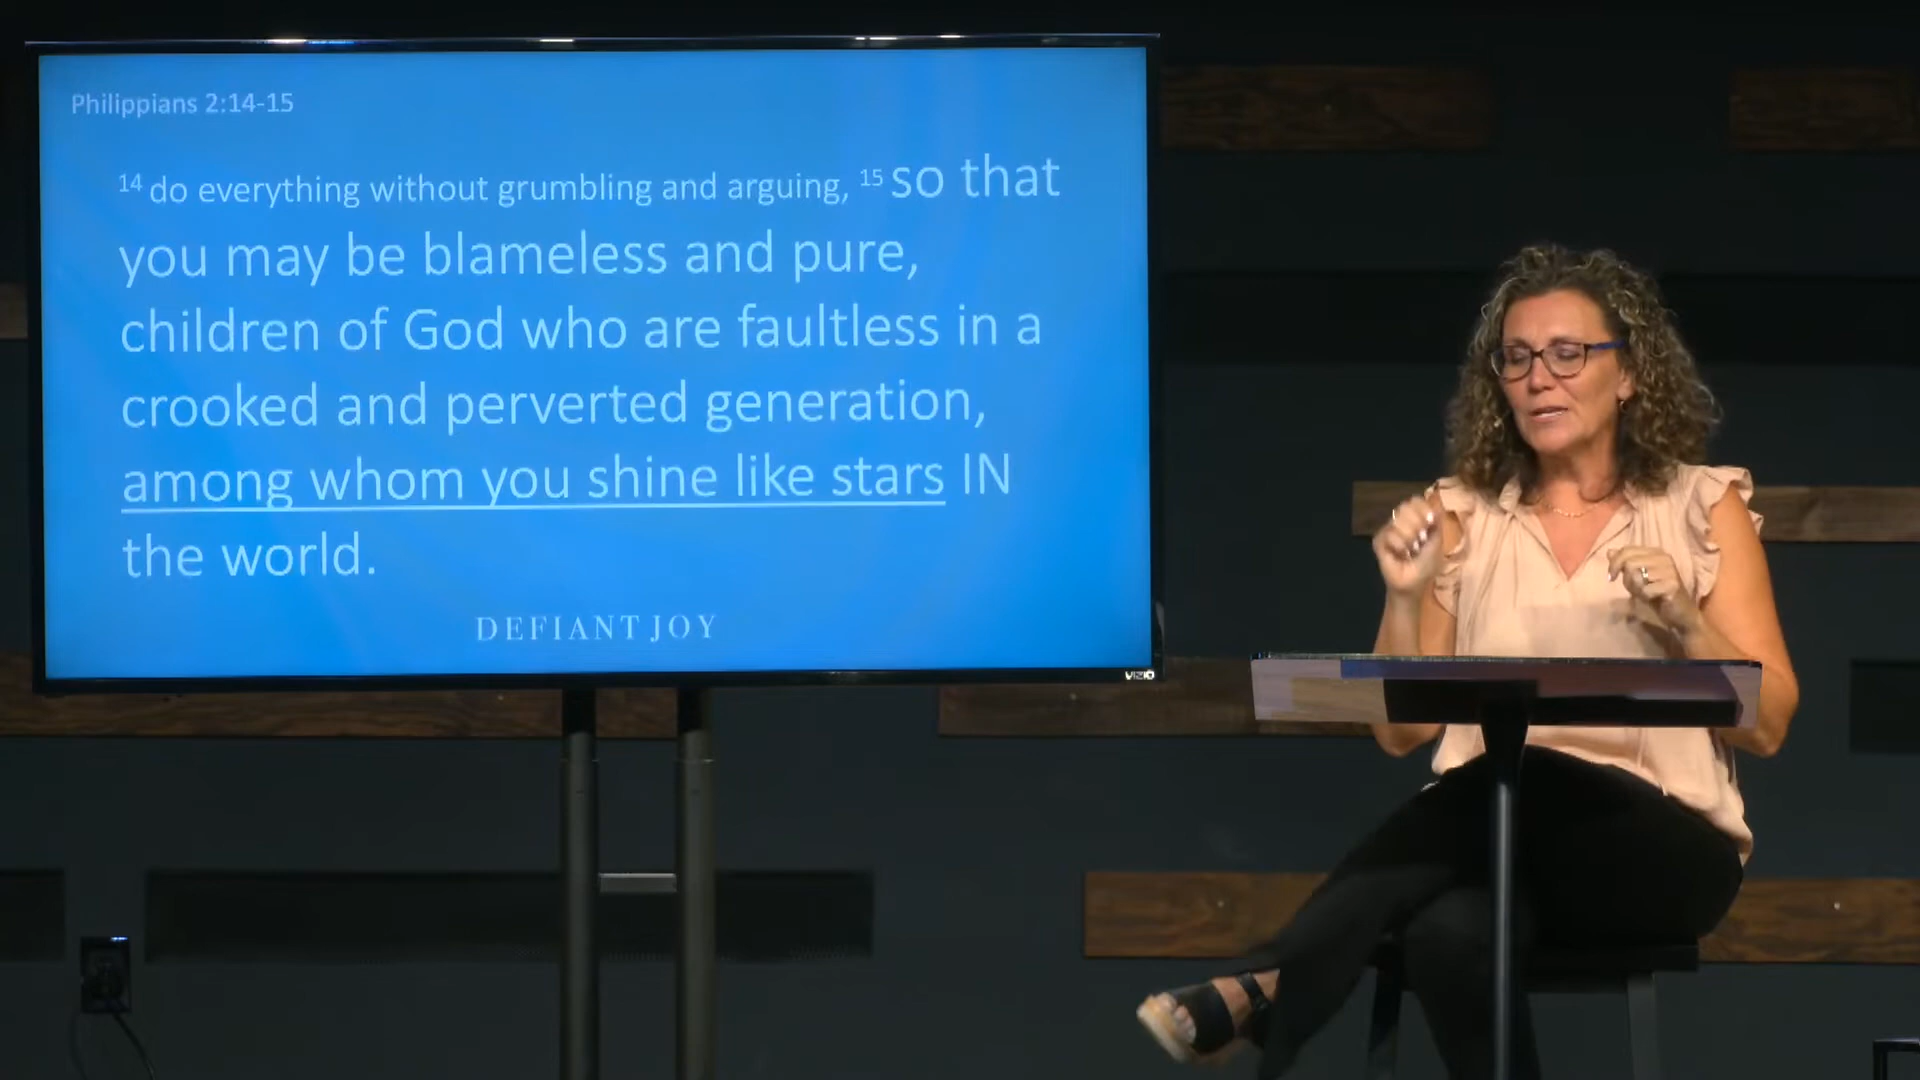 Philippians 2:14-15
14 do everything without grumbling and arguing, 15 so that
you may be blameless and pure,
children of God who are faultless in a
crooked and perverted generation,
among whom you shine like stars IN
the world.
DEFIANT JOY
VIZIO